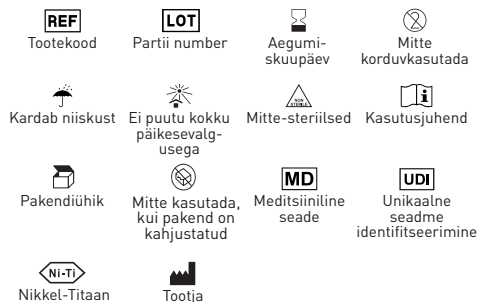 REF
LOT
Tootekood
Partii number
Aegumi-
skuupäev
Mitte
korduvkasutada
2
NON
STERILE
i
Kardab niiskust
Ei puutu kokku
päikesevalg-
usega
Mitte-steriilsed
Kasutusjuhend
MD
UDI
Pakendiühik
Mitte kasutada,
kui pakend on
kahjustatud
Meditsiiniline
seade
Unikaalne
seadme
identifitseerimine
Ni-Ti
Nikkel-Titaan
Tootja